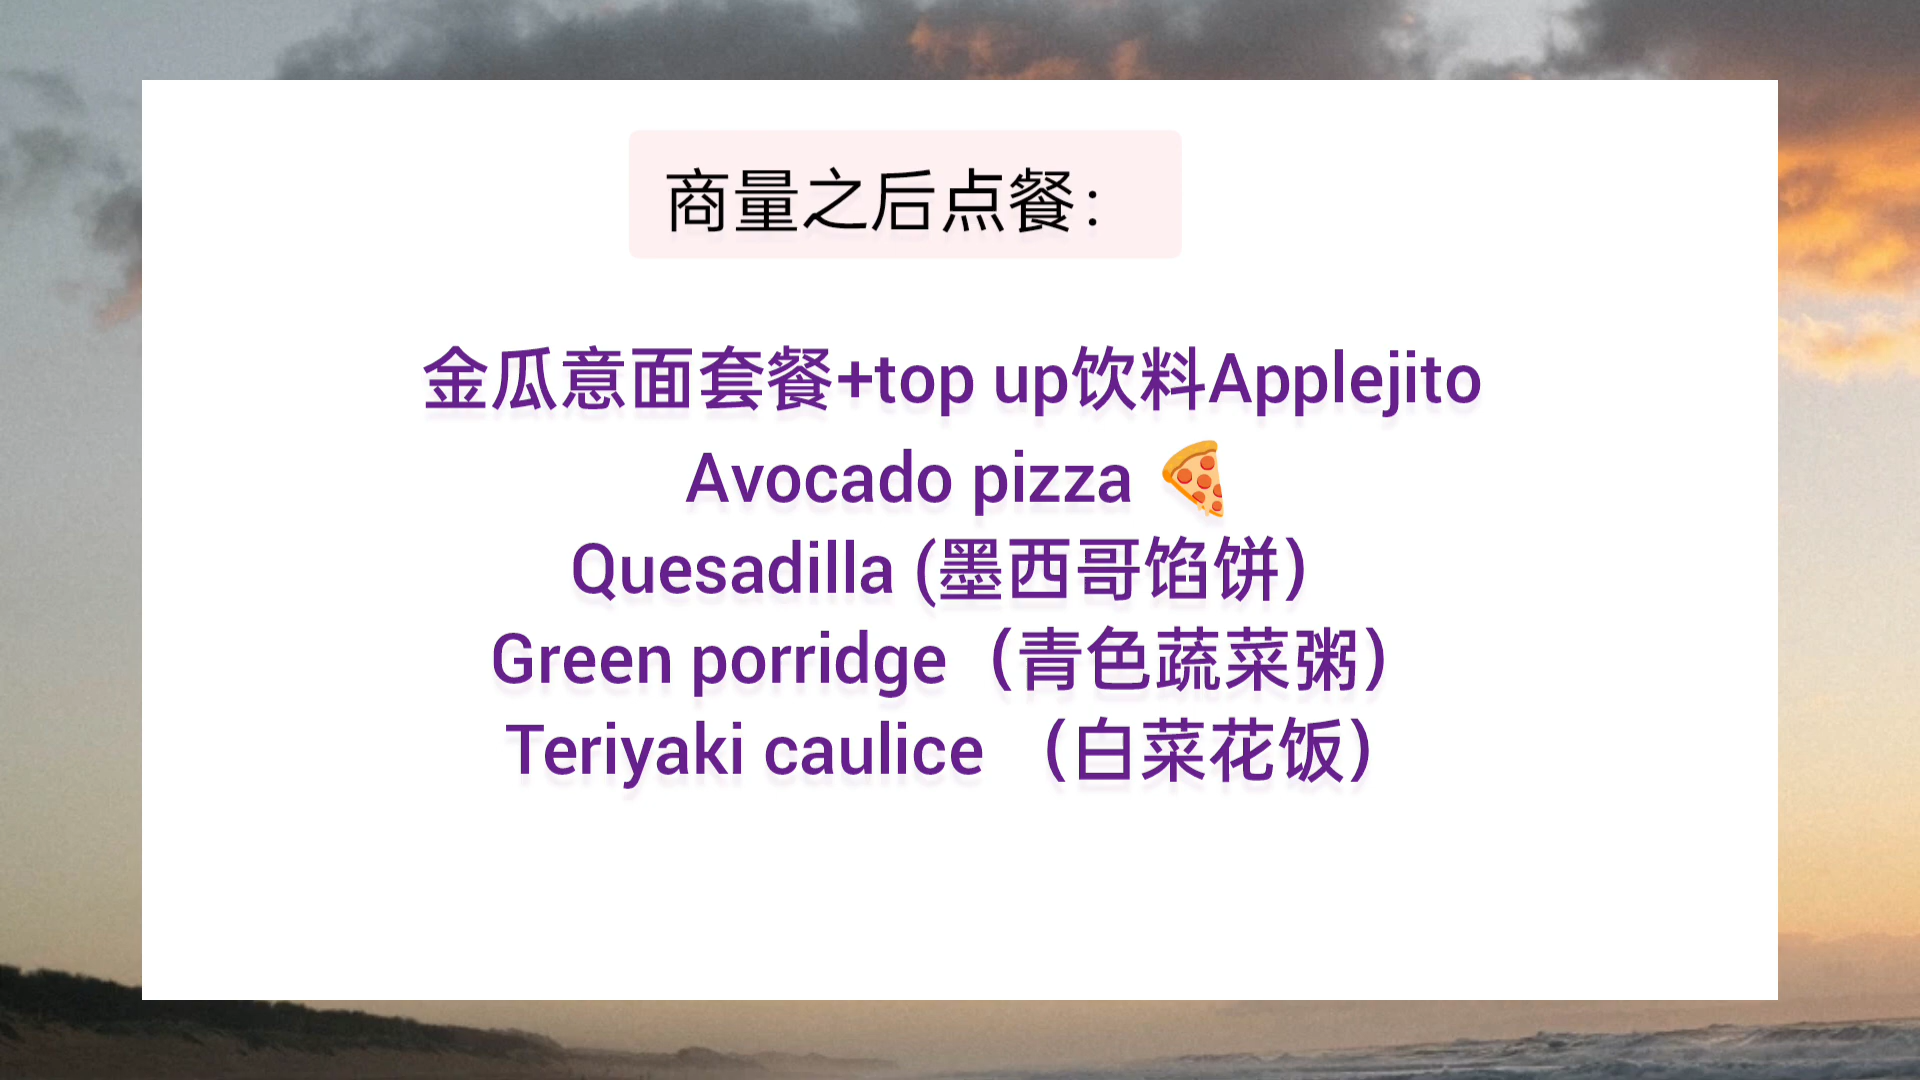 商量之后点餐：
金瓜意面套餐+top up饮料Applejito
Avocado pizza 🍕
Quesadilla (墨西哥馅饼）
Green porridge（青色蔬菜粥）
Teriyaki caulice （白菜花饭）